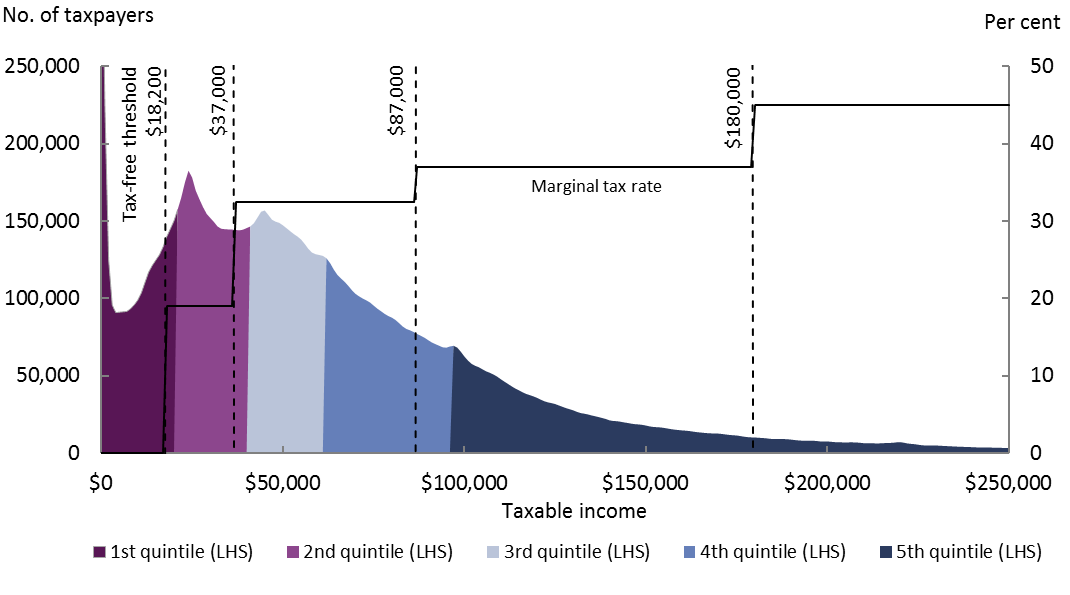 No. of taxpayers
Per cent
250,000
200,000
150,000
100,000
50,000
0
Tax-free threshold
$18,200
$37,000
$87,000
$180,000
Marginal tax rate
50
40
30
20
10
0
$0
$50,000
$100,000
$150,000
$200,000
$250,000
Taxable income
1st quintile (LHS)
2nd quintile (LHS)
3rd quintile (LHS)
4th quintile (LHS)
5th quintile (LHS)